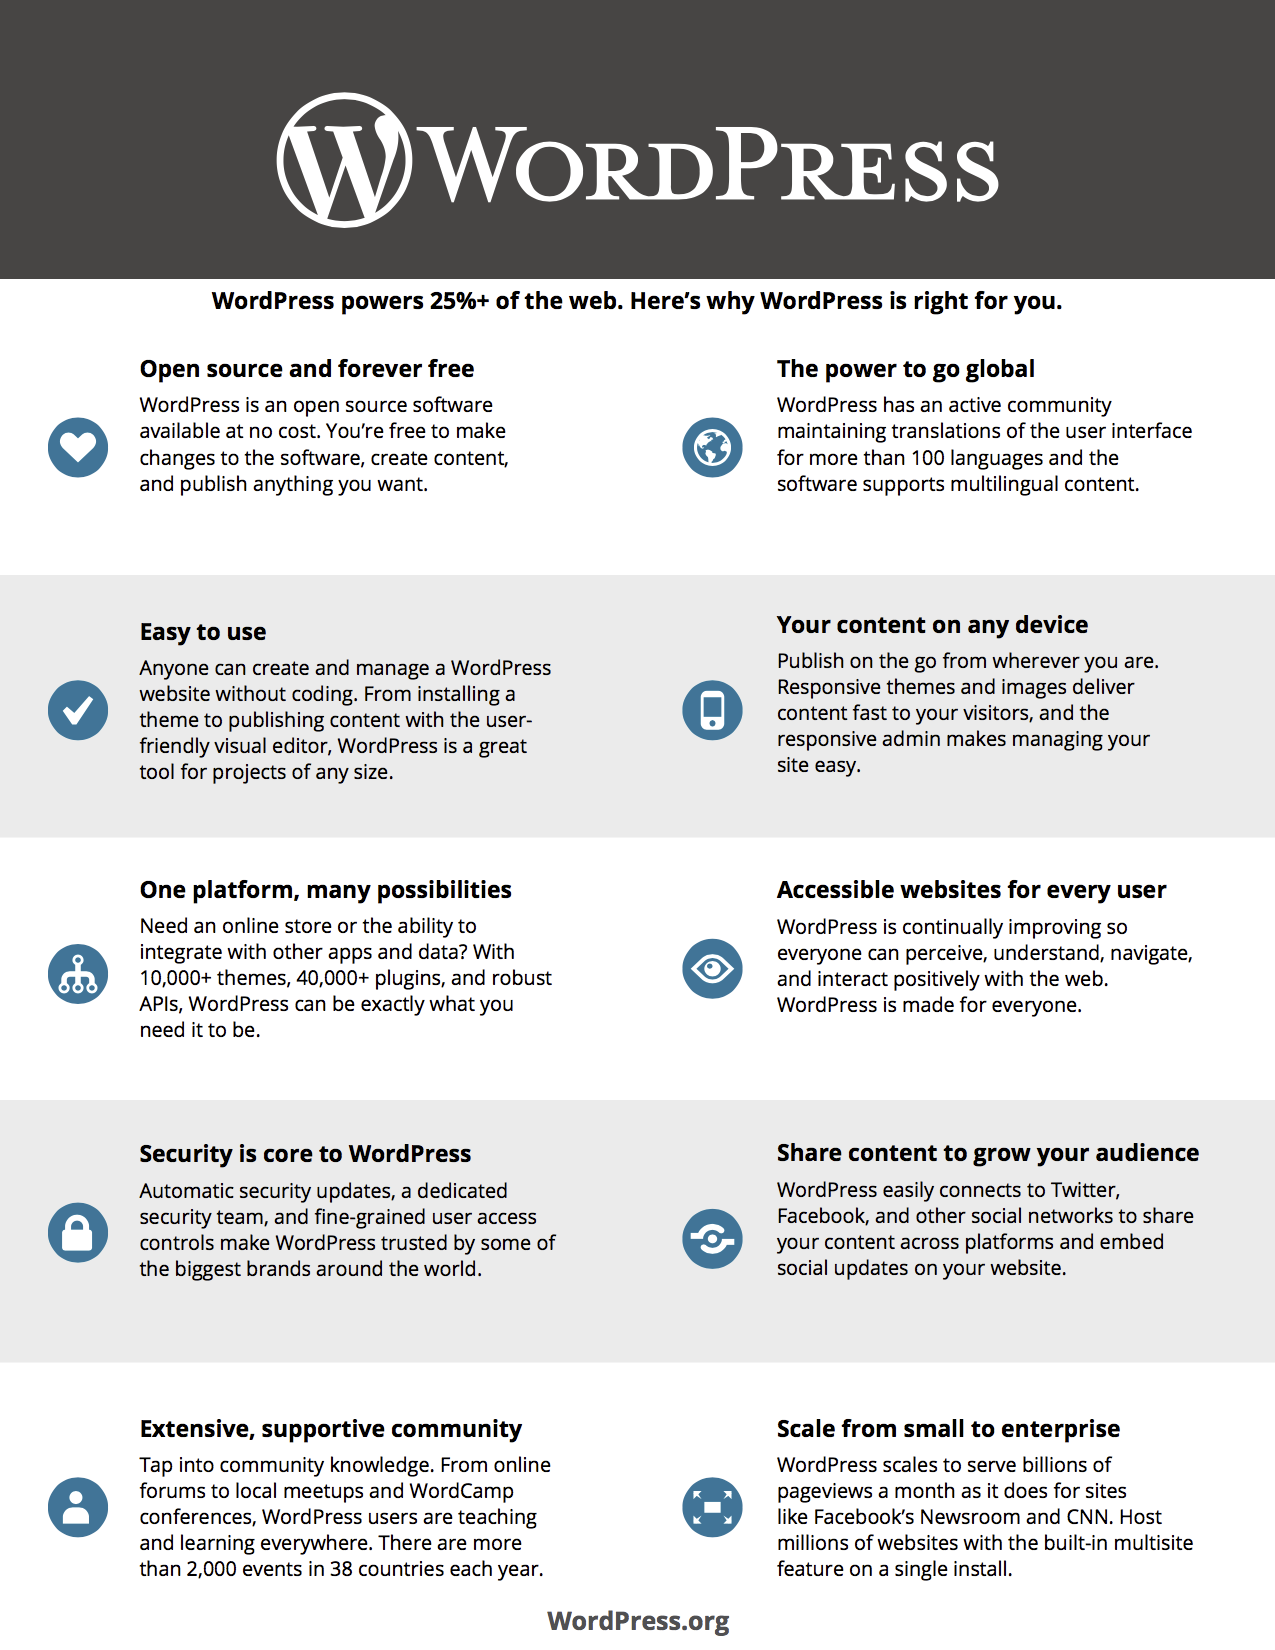 WORDPRESS
WordPress powers 25%+ of the web. Here’s why WordPress is right for you.
Open source and forever free
WordPress is an open source software
available at no cost. You’re free to make
changes to the software, create content,
and publish anything you want.
The power to go global
WordPress has an active community
maintaining translations of the user interface
for more than 100 languages and the
software supports multilingual content.
Easy to use
Anyone can create and manage a WordPress
website without coding. From installing a
theme to publishing content with the user-
friendly visual editor, WordPress is a great
tool for projects of any size.
Your content on any device
Publish on the go from wherever you are.
Responsive themes and images deliver
content fast to your visitors, and the
responsive admin makes managing your
site easy.
One platform, many possibilities
Need an online store or the ability to
integrate with other apps and data? With
10,000+ themes, 40,000+ plugins, and robust
APIs, WordPress can be exactly what you
need it to be.
Accessible websites for every user
WordPress is continually improving so
everyone can perceive, understand, navigate,
and interact positively with the web.
WordPress is made for everyone.
Security is core to WordPress
Automatic security updates, a dedicated
security team, and fine-grained user access
controls make WordPress trusted by some of
the biggest brands around the world.
Share content to grow your audience
WordPress easily connects to Twitter,
Facebook, and other social networks to share
your content across platforms and embed
social updates on your website.
Extensive, supportive community
Tap into community knowledge. From online
forums to local meetups and WordCamp
conferences, WordPress users are teaching
and learning everywhere. There are more
than 2,000 events in 38 countries each year.
Scale from small to enterprise
WordPress scales to serve billions of
pageviews a month as it does for sites
like Facebook’s Newsroom and CNN. Host
millions of websites with the built-in multisite
feature on a single install.
WordPress.org